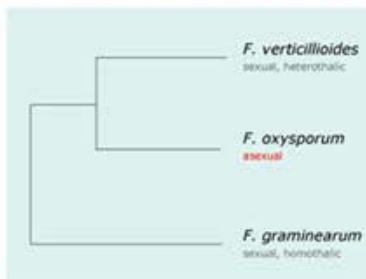 F. verticillioides
sexual, heterothalic
F. oxysporum
asexual
F. graminearum
sexual, homothalic